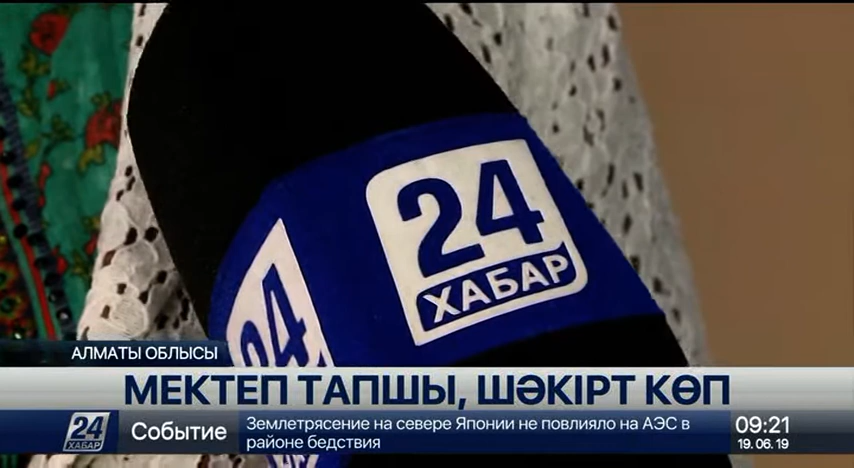 24
ХАБАР
24
АЛМАТЫ ОБЛЫСЫ
МЕКТЕП ТАПШЫ, ШӘКІРТ КӨП
24
ХАБАР
Событие
Землетрясение на севере Японии не повлияло на АЭС в
районе бедствия
09:21
19.06.19